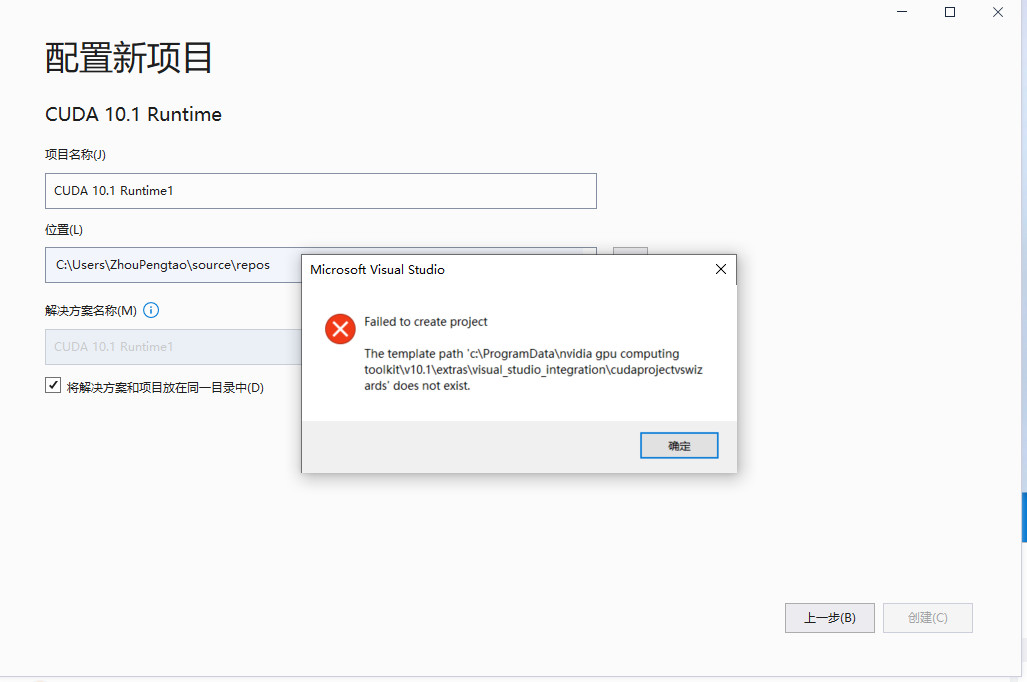 配置新项目
CUDA 10.1 Runtime
项目名称(J)
CUDA 10.1 Runtime1
位置(L)
C:\Users\ZhouPengtao\source\repos
解决方案名称(M)
CUDA 10.1 Runtime1
将解决方案和项目放在同一目录中(D)
Microsoft Visual Studio
Failed to create project
The template path 'c:\ProgramData\nvidia gpu computing
toolkit\v10.1\extras\visual_studio_integration\cudaprojectvswiz
ards' does not exist.
确定
上一步(B)
创建(C)